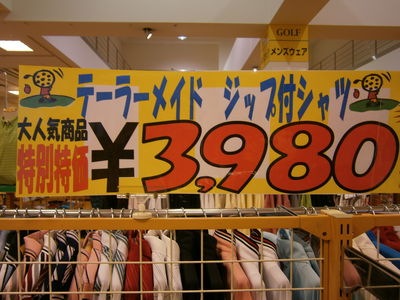 GOLF
メンズウェア
テーラーメイド ジップ付シャツ
大人気商品
特別特価
¥3,980